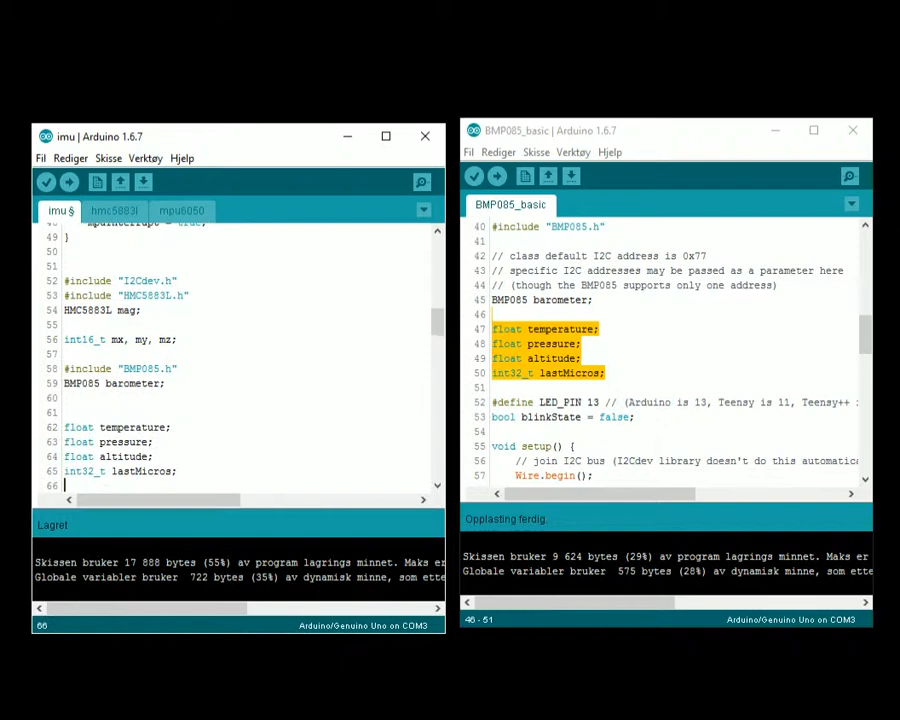 imu | Arduino 1.6.7
Fil Rediger Skisse Verktøy Hjelp
imu § hmc5883l mpu6050
48 mpuInterrupt = true;
49 }
50
51
52 #include "I2Cdev.h"
53 #include "HMC5883L.h"
54 HMC5883L mag;
55
56 int16_t mx, my, mz;
57
58 #include "BMP085.h"
59 BMP085 barometer;
60
61
62 float temperature;
63 float pressure;
64 float altitude;
65 int32_t lastMicros;
66
Lagret
Skissen bruker 17 888 bytes (55%) av program lagrings minnet. Maks er
Globale variabler bruker 722 bytes (35%) av dynamisk minne, som ette
66 Arduino/Genuino Uno on COM3
BMP085_basic | Arduino 1.6.7
Fil Rediger Skisse Verktøy Hjelp
BMP085_basic
40 #include "BMP085.h"
41
42 // class default I2C address is 0x77
43 // specific I2C addresses may be passed as a parameter here
44 // (though the BMP085 supports only one address)
45 BMP085 barometer;
46
47 float temperature;
48 float pressure;
49 float altitude;
50 int32_t lastMicros;
51
52 #define LED_PIN 13 // (Arduino is 13, Teensy is 11, Teensy++ i
53 bool blinkState = false;
54
55 void setup() {
56 // join I2C bus (I2Cdev library doesn't do this automatica
57 Wire.begin();
Opplasting ferdig.
Skissen bruker 9 624 bytes (29%) av program lagrings minnet. Maks er
Globale variabler bruker 575 bytes (28%) av dynamisk minne, som ette
46 - 51 Arduino/Genuino Uno on COM3